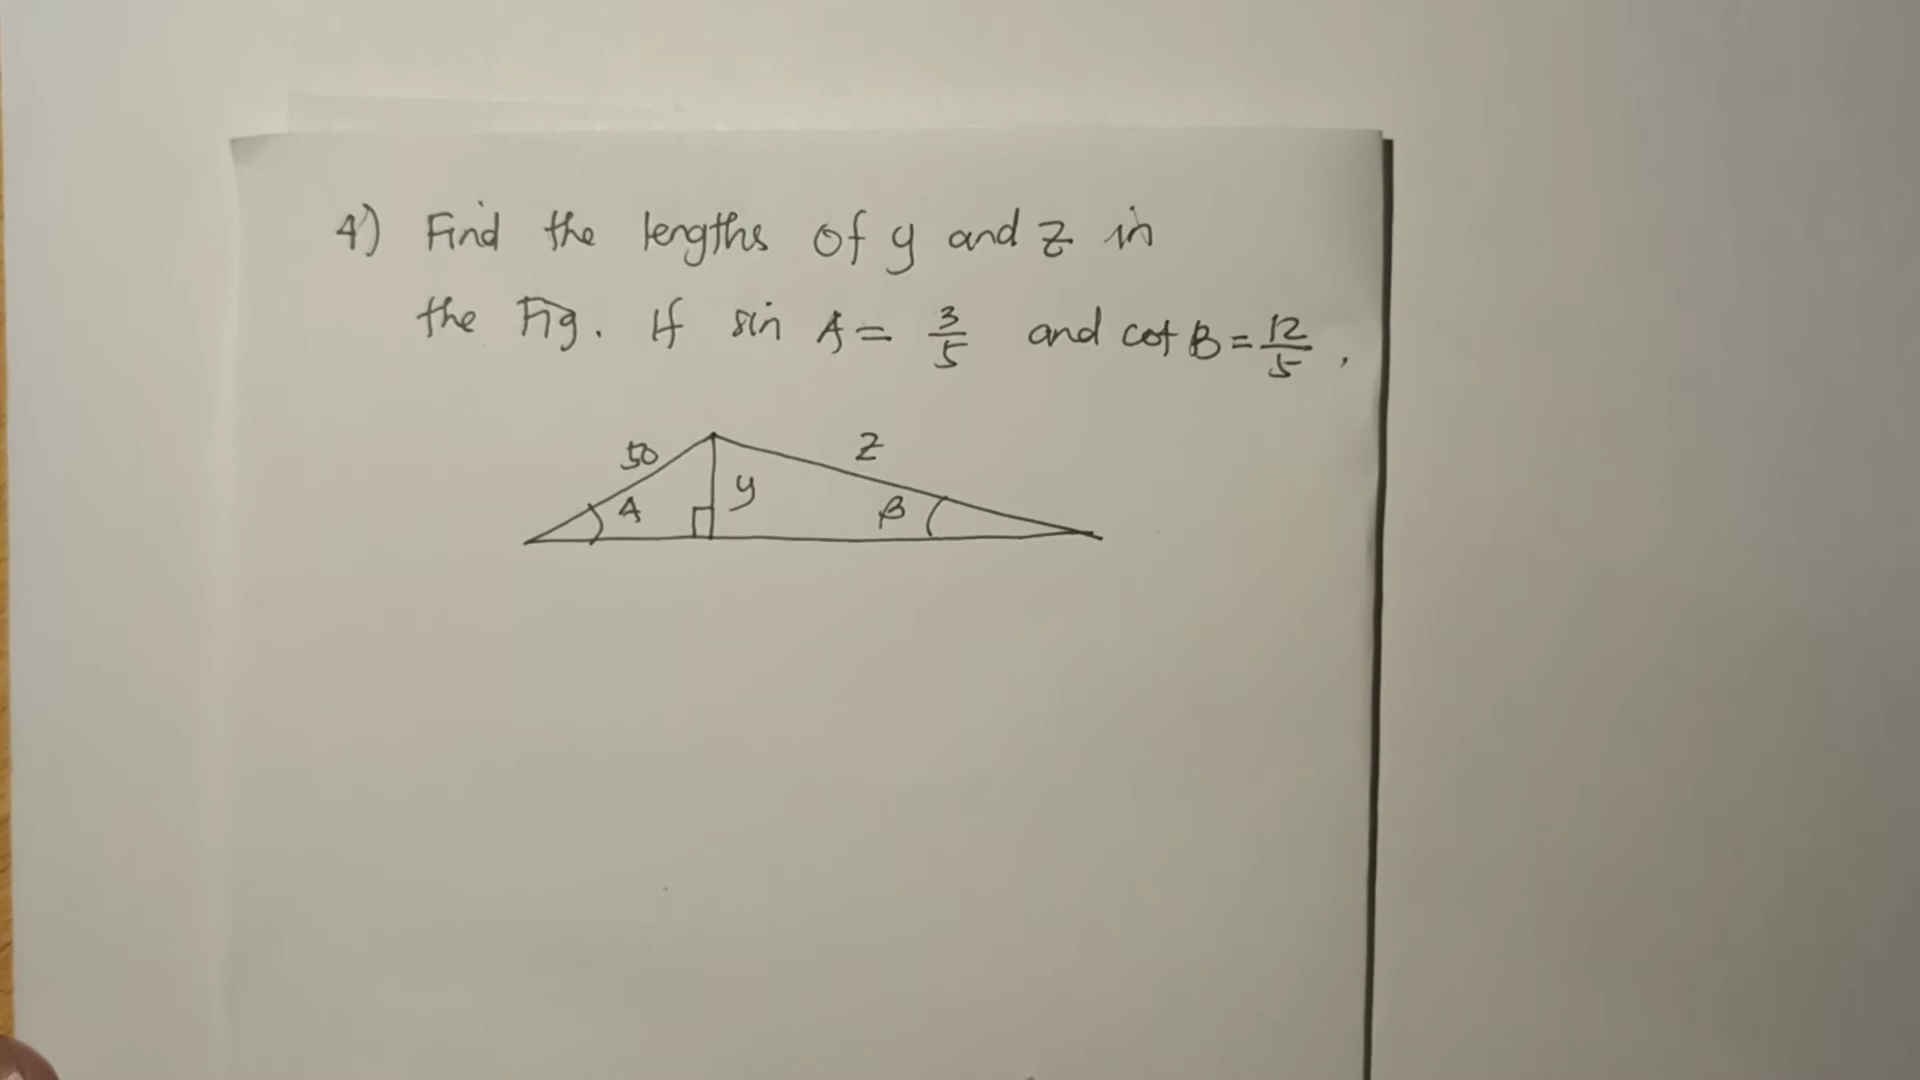 4) Find the lengths of y and z in
the Fig. If sin A = 3/5 and cot B = 12/5.
50
z
A
y
B